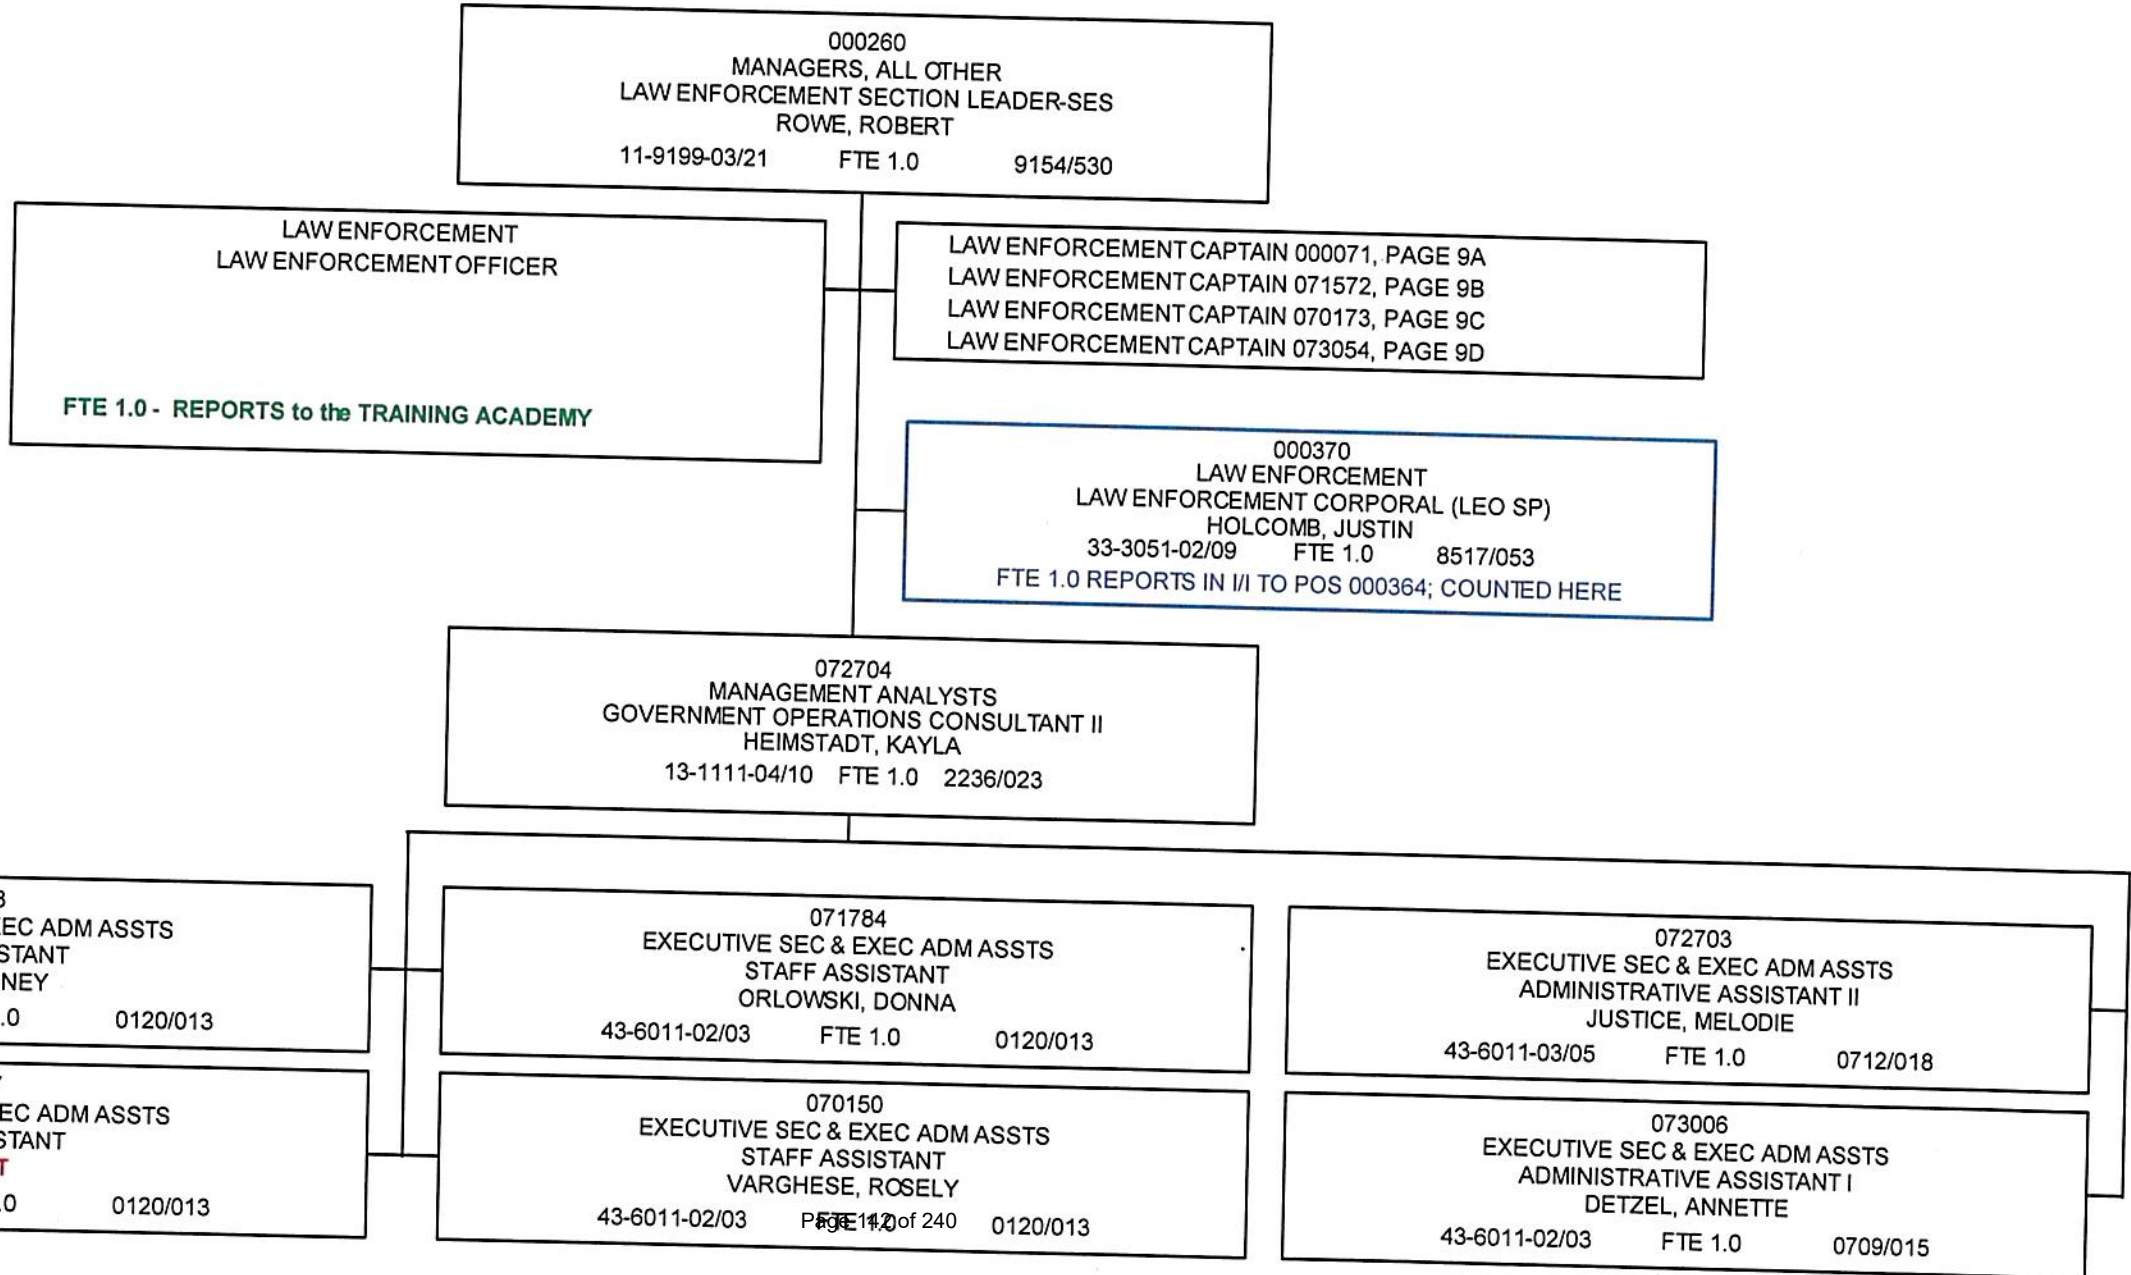 000260
MANAGERS, ALL OTHER
LAW ENFORCEMENT SECTION LEADER-SES
ROWE, ROBERT
11-9199-03/21 FTE 1.0 9154/530
LAW ENFORCEMENT
LAW ENFORCEMENT OFFICER
FTE 1.0 - REPORTS to the TRAINING ACADEMY
LAW ENFORCEMENT CAPTAIN 000071, PAGE 9A
LAW ENFORCEMENT CAPTAIN 071572, PAGE 9B
LAW ENFORCEMENT CAPTAIN 070173, PAGE 9C
LAW ENFORCEMENT CAPTAIN 073054, PAGE 9D
000370
LAW ENFORCEMENT
LAW ENFORCEMENT CORPORAL (LEO SP)
HOLCOMB, JUSTIN
33-3051-02/09 FTE 1.0 8517/053
FTE 1.0 REPORTS IN I/I TO POS 000364; COUNTED HERE
072704
MANAGEMENT ANALYSTS
GOVERNMENT OPERATIONS CONSULTANT II
HEIMSTADT, KAYLA
13-1111-04/10 FTE 1.0 2236/023
EC ADM ASSTS
STANT
NEY
.0 0120/013
071784
EXECUTIVE SEC & EXEC ADM ASSTS
STAFF ASSISTANT
ORLOWSKI, DONNA
43-6011-02/03 FTE 1.0 0120/013
072703
EXECUTIVE SEC & EXEC ADM ASSTS
ADMINISTRATIVE ASSISTANT II
JUSTICE, MELODIE
43-6011-03/05 FTE 1.0 0712/018
EC ADM ASSTS
STANT
T
.0 0120/013
070150
EXECUTIVE SEC & EXEC ADM ASSTS
STAFF ASSISTANT
VARGHESE, ROSELY
43-6011-02/03 FTE 1.0 0120/013
Page 142 of 240
073006
EXECUTIVE SEC & EXEC ADM ASSTS
ADMINISTRATIVE ASSISTANT I
DETZEL, ANNETTE
43-6011-02/03 FTE 1.0 0709/015